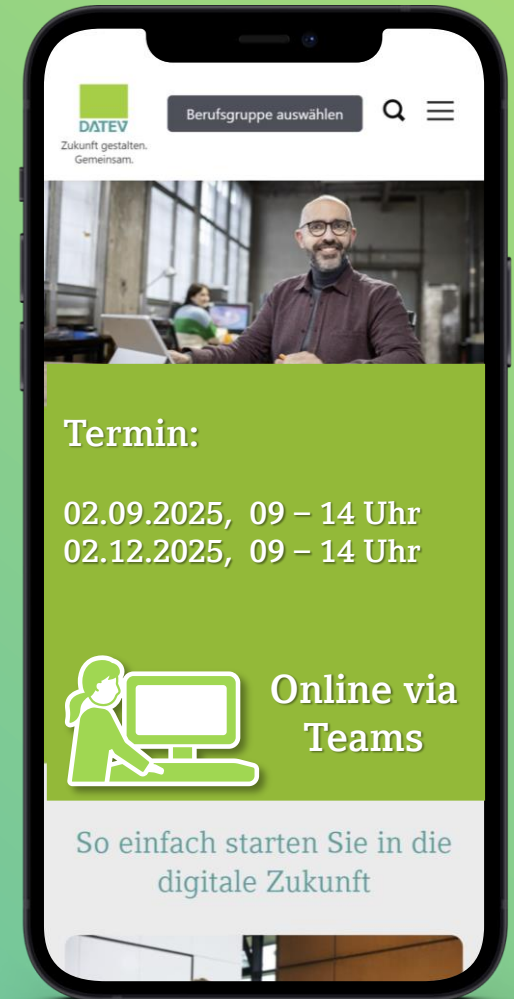 DATEV
Zukunft gestalten.
Gemeinsam.
Berufsgruppe auswählen
Termin:
02.09.2025, 09 – 14 Uhr
02.12.2025, 09 – 14 Uhr
Online via
Teams
So einfach starten Sie in die
digitale Zukunft